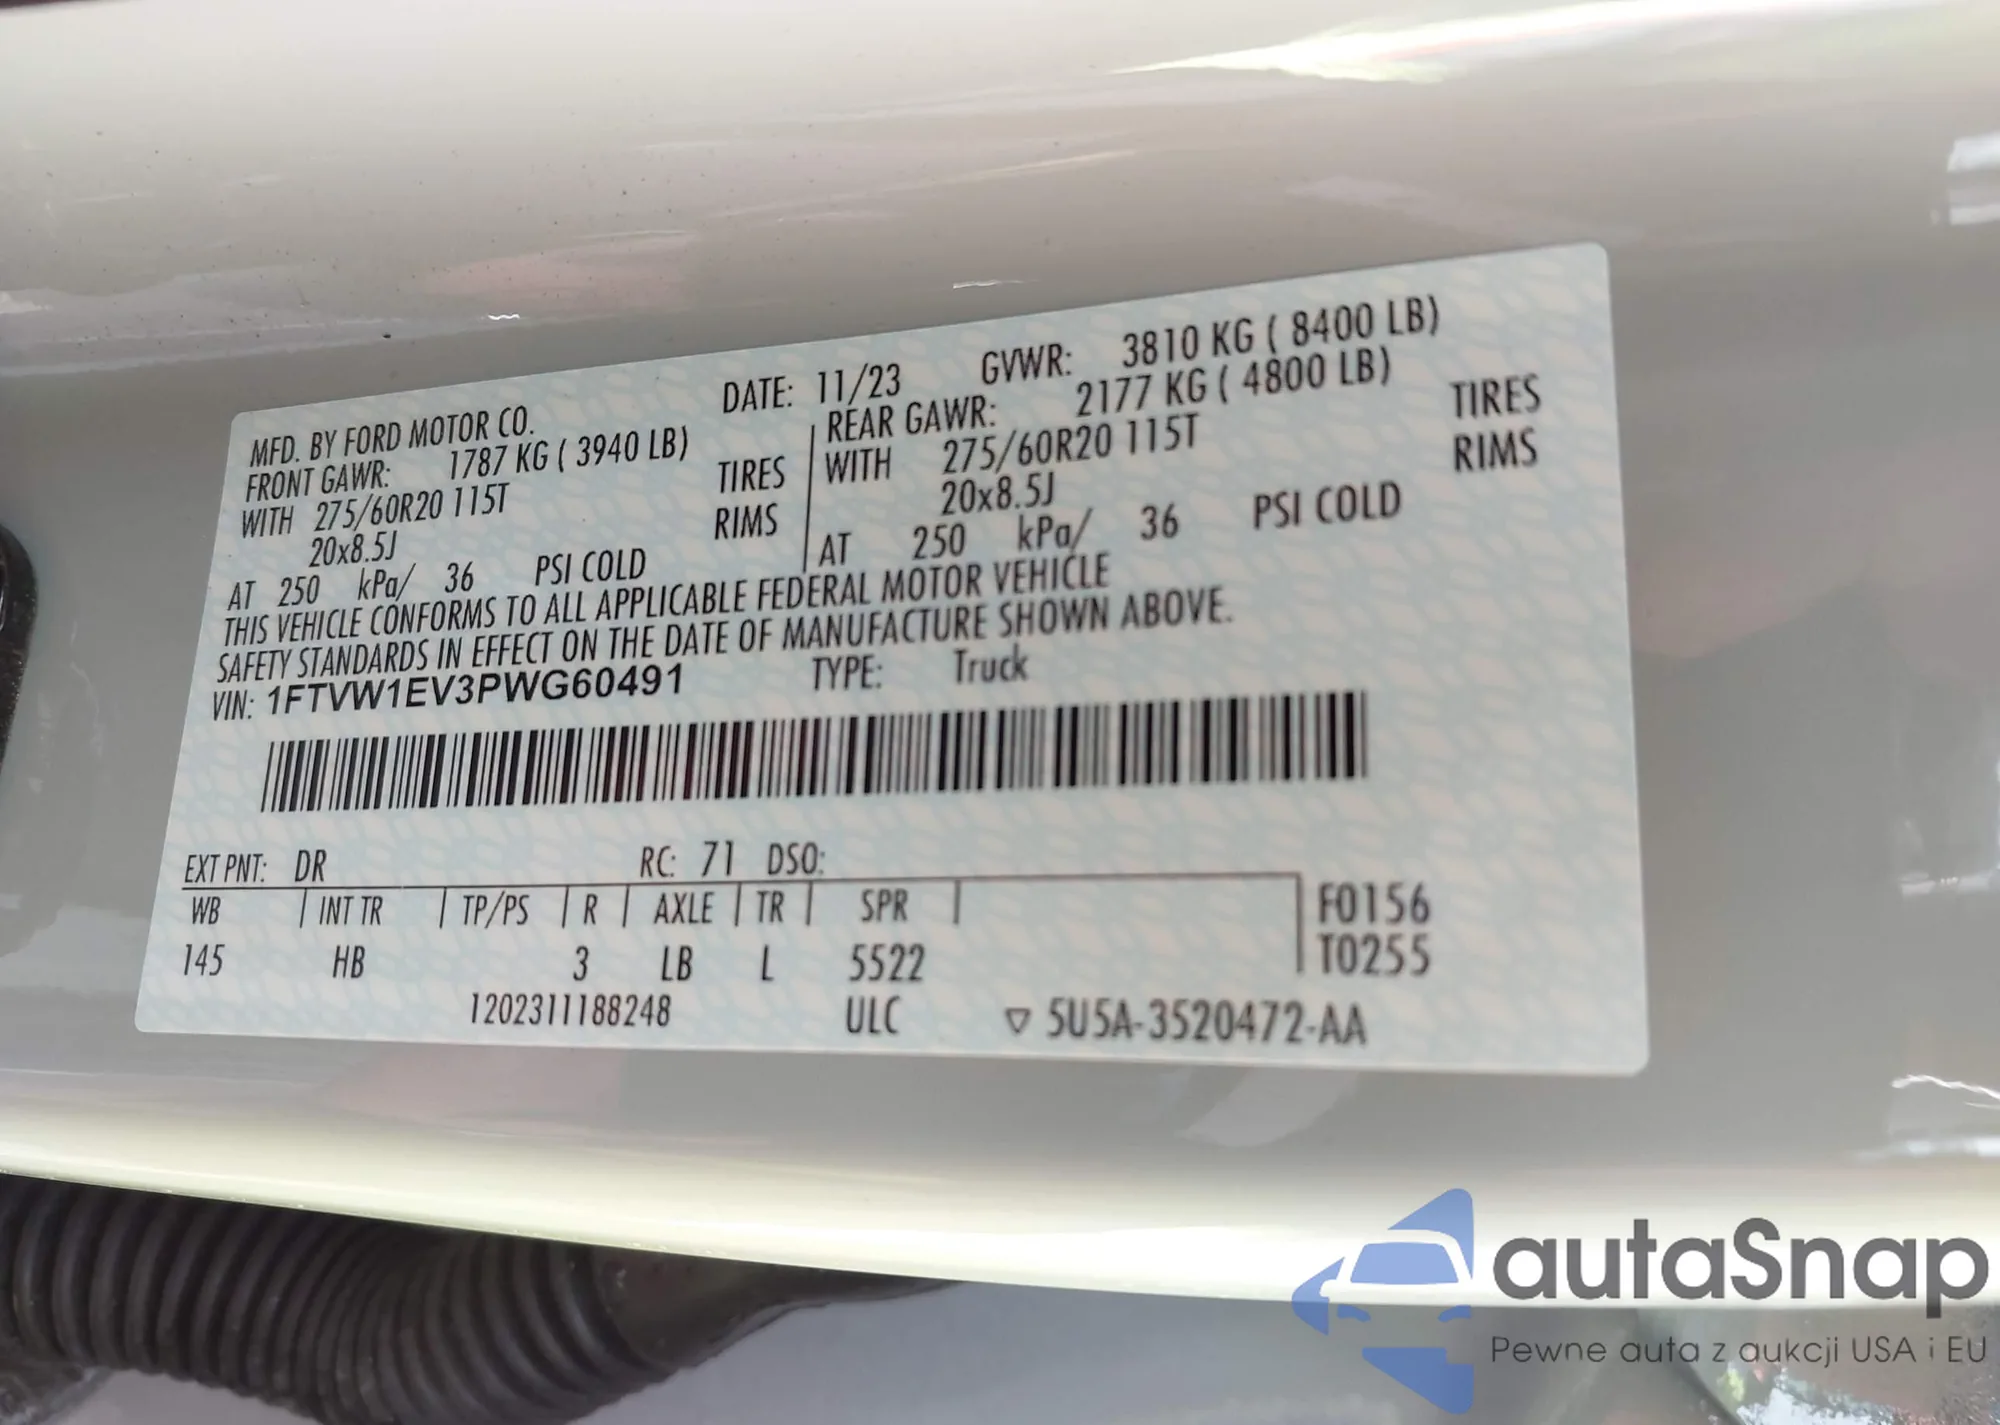 MFD. BY FORD MOTOR CO. DATE: 11/23 GVWR: 3810 KG ( 8400 LB)
FRONT GAWR: 1787 KG ( 3940 LB) REAR GAWR: 2177 KG ( 4800 LB)
WITH 275/60R20 115T TIRES WITH 275/60R20 115T TIRES
20x8.5J RIMS 20x8.5J RIMS
AT 250 kPa/ 36 PSI COLD AT 250 kPa/ 36 PSI COLD
THIS VEHICLE CONFORMS TO ALL APPLICABLE FEDERAL MOTOR VEHICLE
SAFETY STANDARDS IN EFFECT ON THE DATE OF MANUFACTURE SHOWN ABOVE.
VIN: 1FTVW1EV3PWG60491 TYPE: Truck
EXT PNT: DR RC: 71 DSO:
WB INT TR TP/PS R AXLE TR SPR F0156
145 HB 3 LB L 5522 T0255
1202311188248 ULC ▽ 5U5A-3520472-AA
autaSnap
Pewne auta z aukcji USA i EU